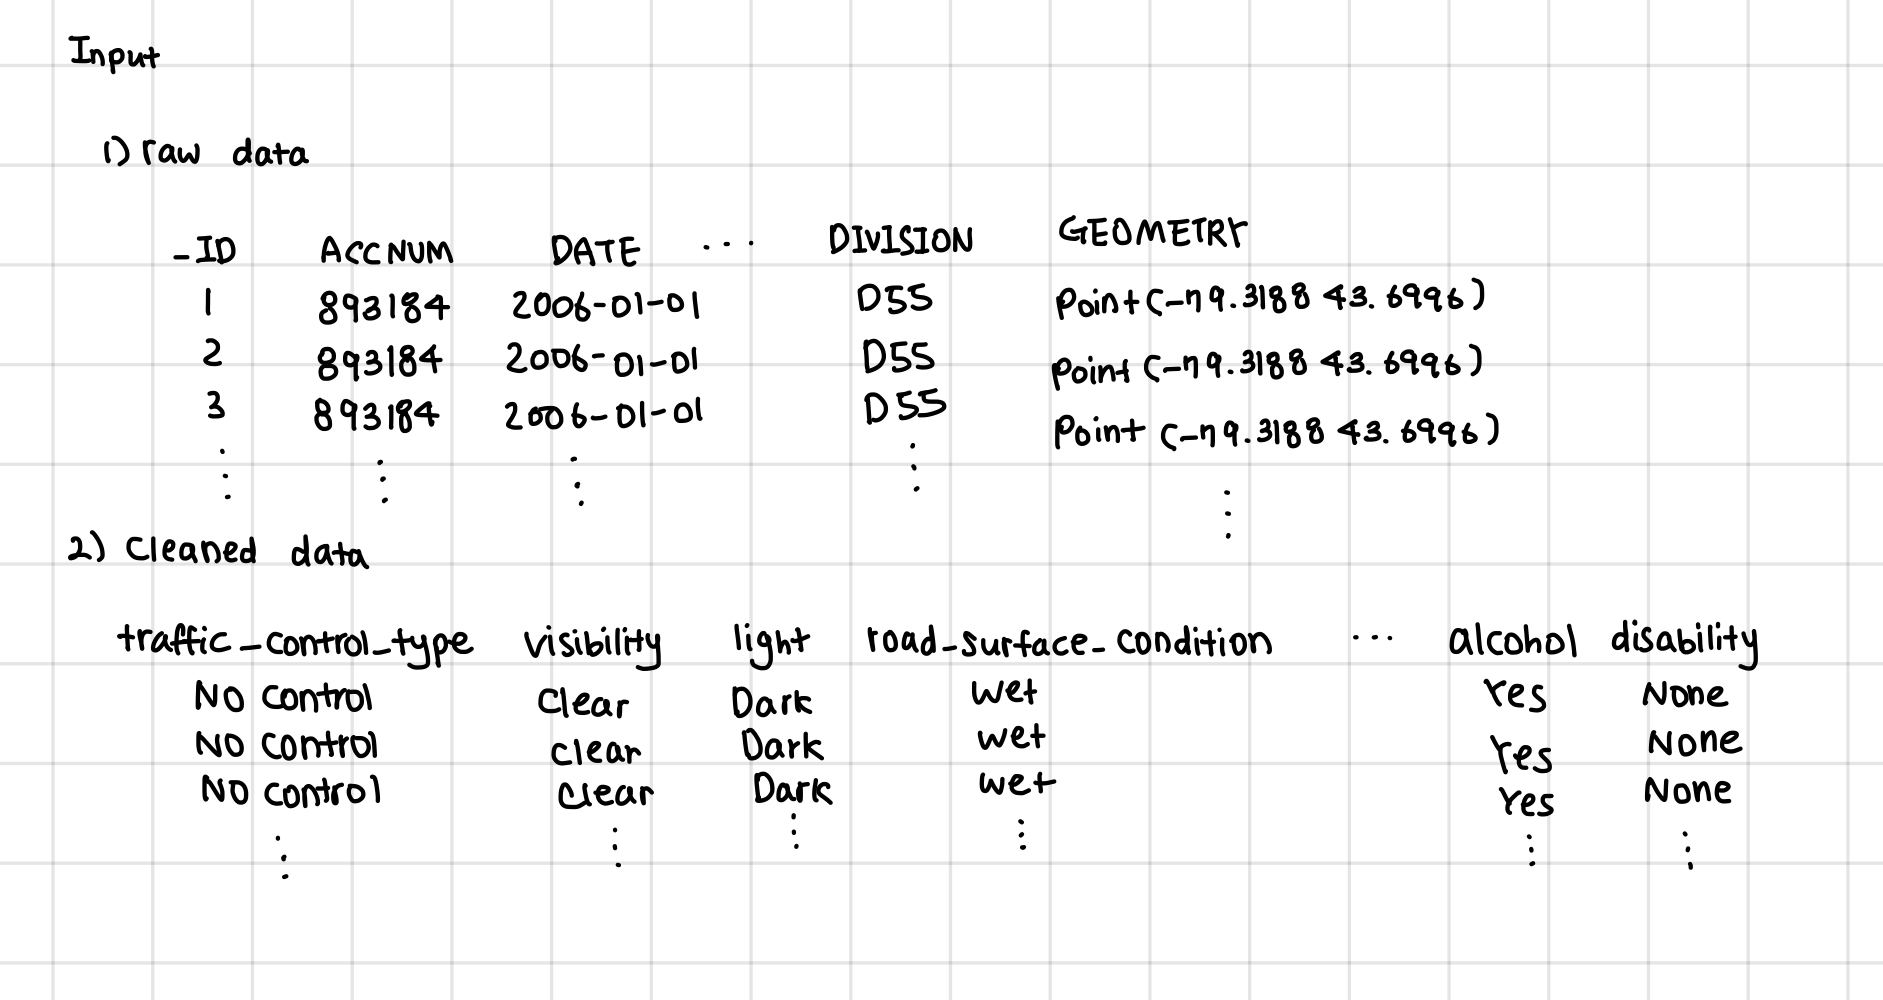 Input
1) raw data
_ID ACCNUM DATE ... DIVISION GEOMETRY
1 893184 2006-01-01 D55 Point (-79.3188 43.6996)
2 893184 2006-01-01 D55 Point (-79.3188 43.6996)
3 893184 2006-01-01 D55 Point (-79.3188 43.6996)
2) Cleaned data
traffic_control_type visibility light road_surface_condition ... alcohol disability
No control Clear Dark wet Yes None
No control clear Dark wet Yes None
No control clear Dark wet Yes None